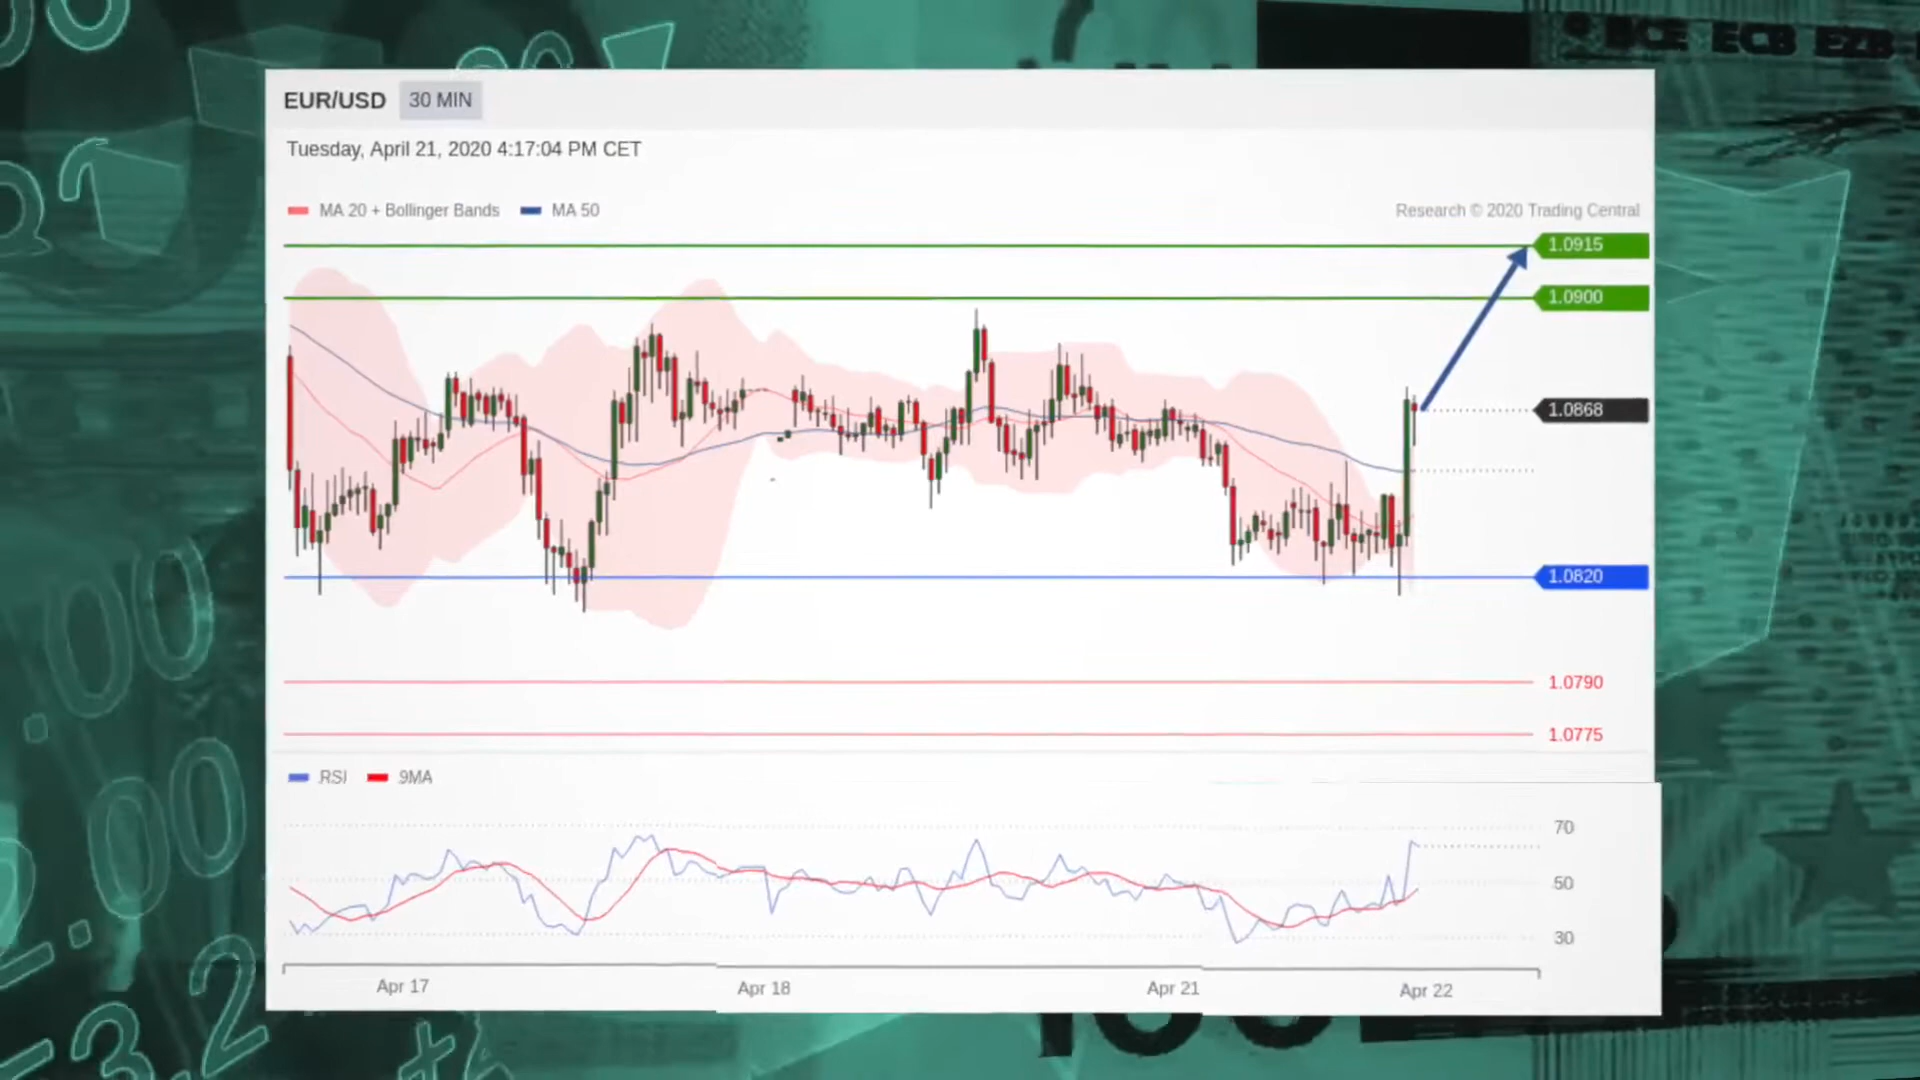 BCE ECB EZB
EUR/USD 30 MIN
Tuesday, April 21, 2020 4:17:04 PM CET
MA 20 + Bollinger Bands MA 50
Research © 2020 Trading Central
1.0915
1.0900
1.0868
1.0820
1.0790
1.0775
RSI 9MA
70
50
30
Apr 17 Apr 18 Apr 21 Apr 22